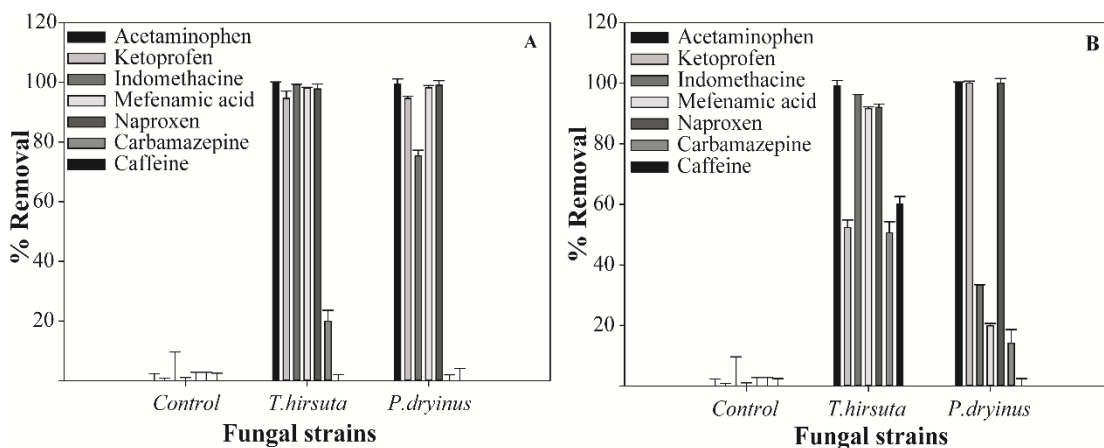 120
100
80
60
40
20
% Removal
Acetaminophen
Ketoprofen
Indomethacine
Mefenamic acid
Naproxen
Carbamazepine
Caffeine
A
Control
T.hirsuta
P.dryinus
Fungal strains
120
100
80
60
40
20
% Removal
Acetaminophen
Ketoprofen
Indomethacine
Mefenamic acid
Naproxen
Carbamazepine
Caffeine
B
Control
T.hirsuta
P.dryinus
Fungal strains